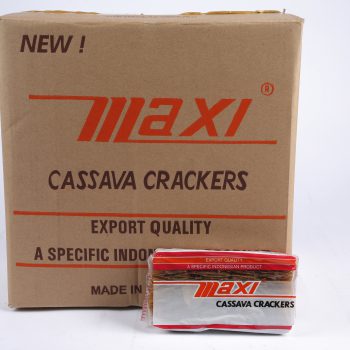 NEW !
MAXI ®
CASSAVA CRACKERS
EXPORT QUALITY
A SPECIFIC INDON
MADE IN
EXPORT QUALITY
A SPECIFIC INDONESIAN PRODUCT
MAXI
CASSAVA CRACKERS